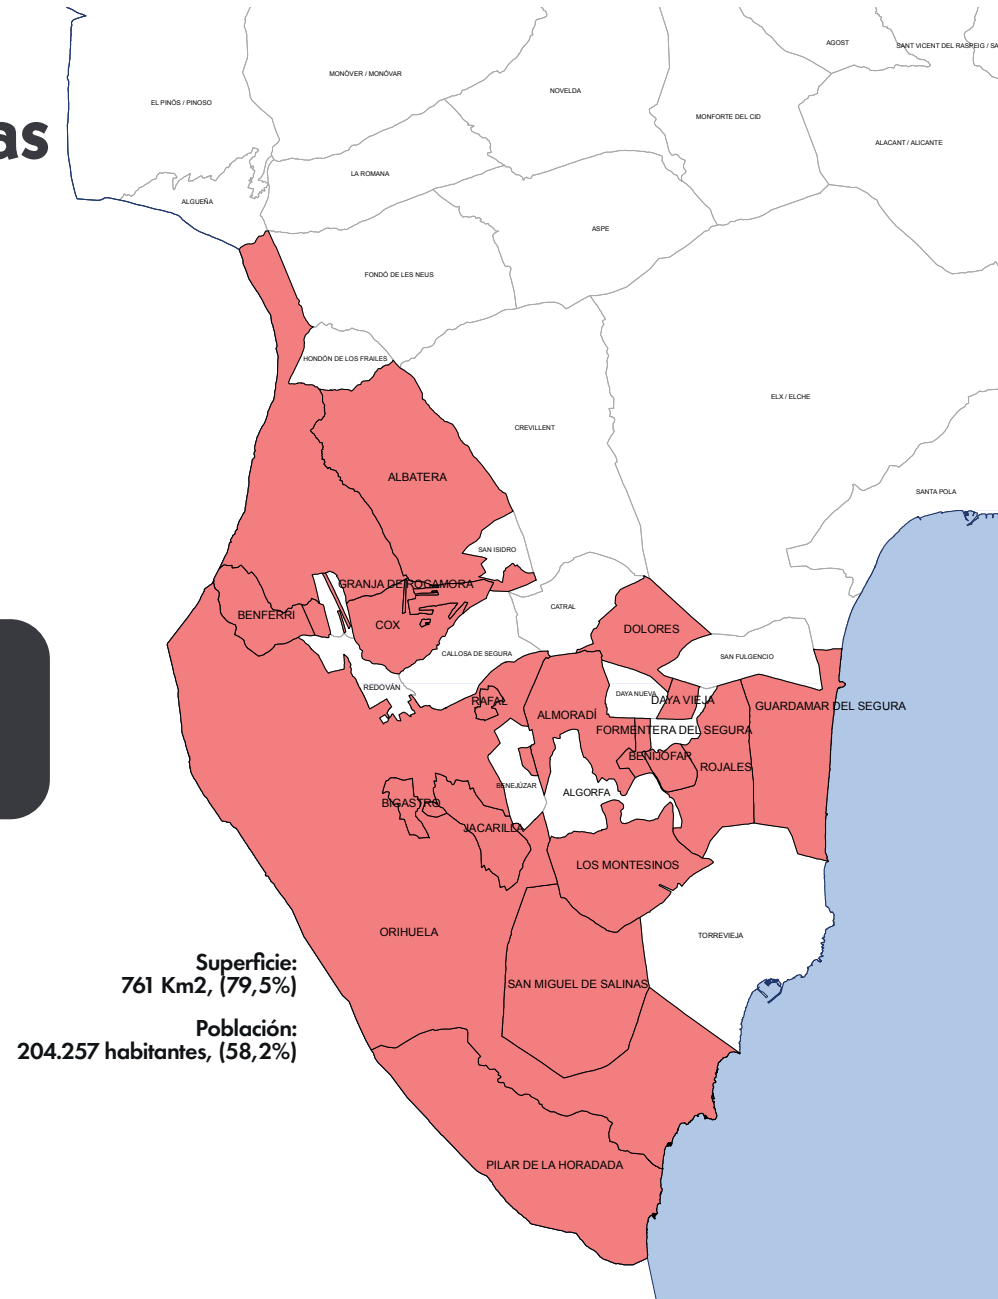 AGOST
SANT VICENT DEL RASPEIG / SA
MONÒVER / MONÓVAR
NOVELDA
EL PINÓS / PINOSO
MONFORTE DEL CID
as
ALACANT / ALICANTE
LA ROMANA
ALGUEÑA
ASPE
FONDÓ DE LES NEUS
HONDÓN DE LOS FRAILES
ELX / ELCHE
CREVILLENT
ALBATERA
SANTA POLA
SAN ISIDRO
GRANJA DE ROCAMORA
CATRAL
BENFERRI
COX
DOLORES
CALLOSA DE SEGURA
SAN FULGENCIO
REDOVÁN
DAYA NUEVA
DAYA VIEJA
RAFAL
GUARDAMAR DEL SEGURA
ALMORADÍ
FORMENTERA DEL SEGURA
BENIJOFAR
ROJALES
BENEJÚZAR
ALGORFA
BIGASTRO
JACARILLA
LOS MONTESINOS
ORIHUELA
TORREVIEJA
Superficie:
761 Km2, (79,5%)
SAN MIGUEL DE SALINAS
Población:
204.257 habitantes, (58,2%)
PILAR DE LA HORADADA